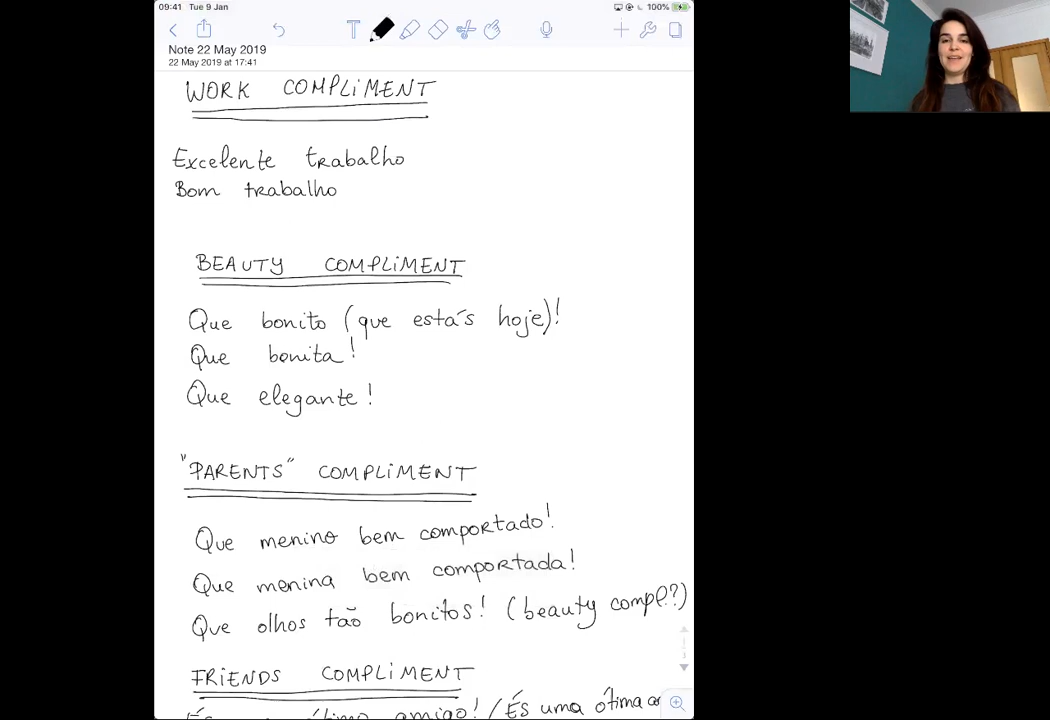 09:41 Tue 9 Jan 100%
T
Note 22 May 2019
22 May 2019 at 17:41
WORK COMPLiMENT
Excelente trabalho
Bom trabalho
BEAUTY COMPLiMENT
Que bonito (que estás hoje)!
Que bonita!
Que elegante!
"PARENTS" COMPLiMENT
Que menino bem comportado!
Que menina bem comportada!
Que olhos tão bonitos! (beauty compl.??)
FRiENDS COMPLiMENT
amigo! / És uma ótima